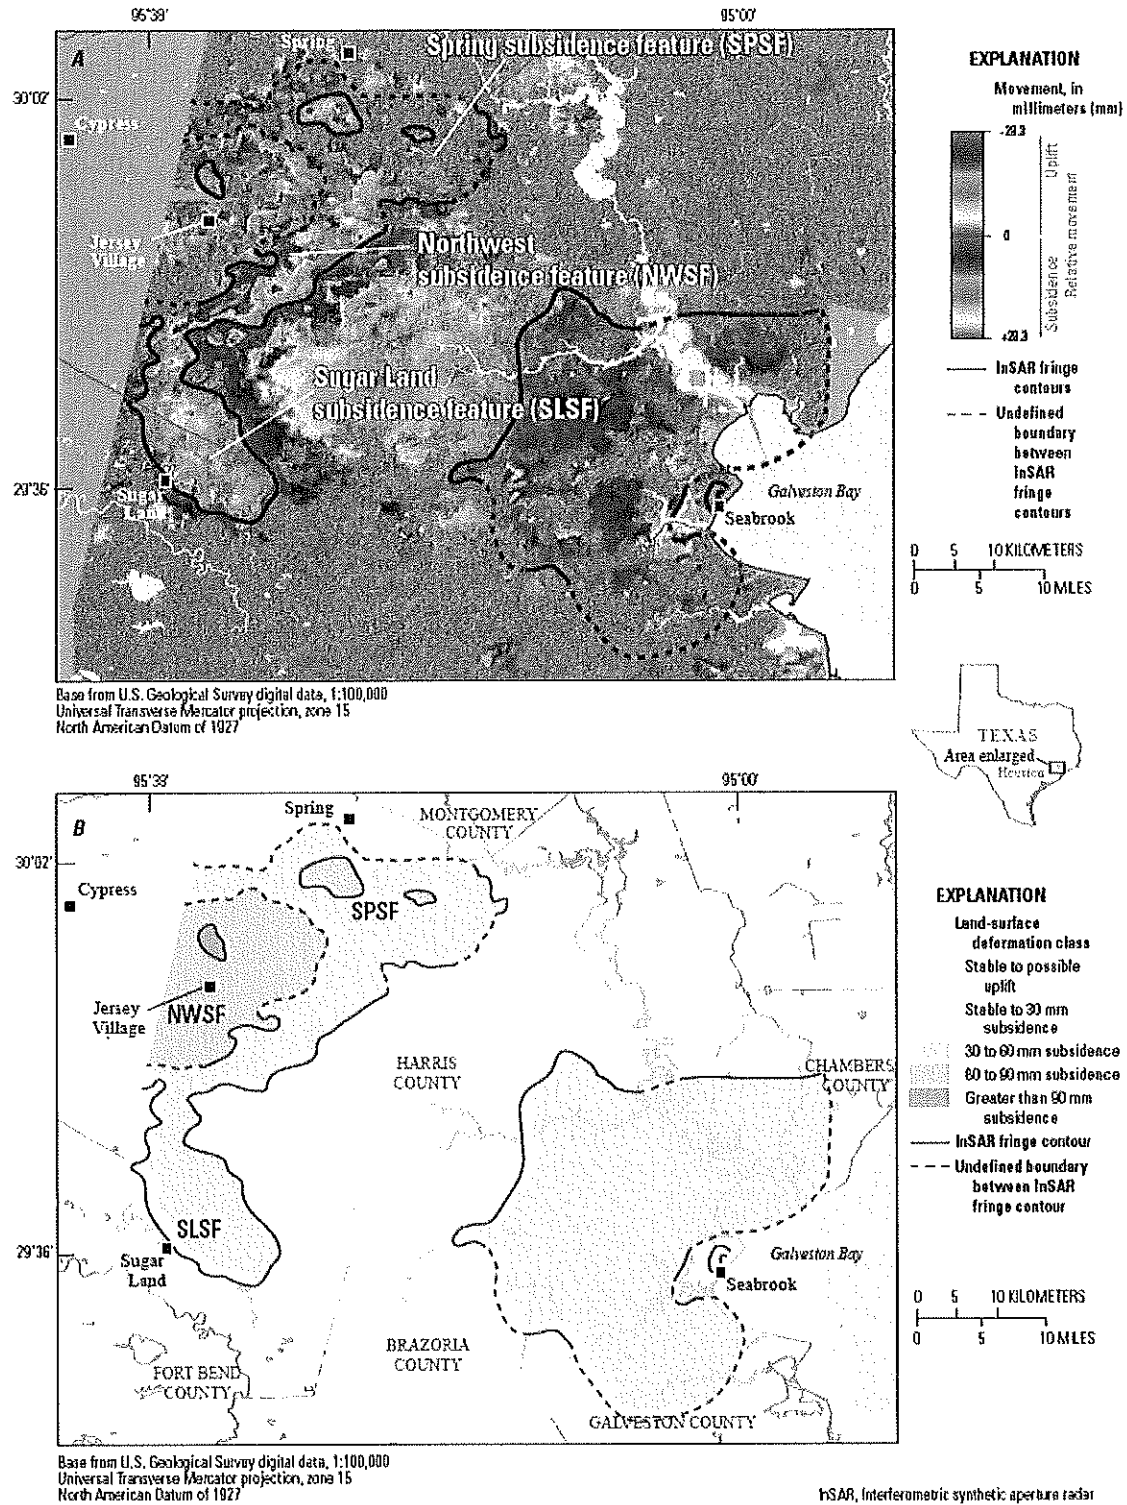 95°39' 95°00'
A
Spring
Spring subsidence feature (SPSF)
30°02'
Cypress
Jersey
Village
Northwest
subsidence feature (NWSF)
Sugar Land
subsidence feature (SLSF)
29°36'
Sugar
Land
Galveston Bay
Seabrook
Base from U.S. Geological Survey digital data, 1:100,000
Universal Transverse Mercator projection, zone 15
North American Datum of 1927
EXPLANATION
Movement, in
millimeters (mm)
0
Uplift
Subsidence
Relative movement
InSAR fringe
contours
Undefined
boundary
between
InSAR
fringe
contours
0 5 10 KILOMETERS
0 5 10 MILES
TEXAS
Area enlarged
Houston
95°39' 95°00'
B
Spring
MONTGOMERY
COUNTY
30°02'
Cypress
SPSF
Jersey
Village
NWSF
HARRIS
COUNTY
CHAMBERS
COUNTY
SLSF
29°36'
Sugar
Land
Galveston Bay
Seabrook
BRAZORIA
COUNTY
FORT BEND
COUNTY
GALVESTON COUNTY
Base from U.S. Geological Survey digital data, 1:100,000
Universal Transverse Mercator projection, zone 15
North American Datum of 1927
EXPLANATION
Land-surface
deformation class
Stable to possible
uplift
Stable to 30 mm
subsidence
30 to 60 mm subsidence
60 to 90 mm subsidence
Greater than 90 mm
subsidence
InSAR fringe contour
Undefined boundary
between InSAR
fringe contour
0 5 10 KILOMETERS
0 5 10 MILES
InSAR, Interferometric synthetic aperture radar